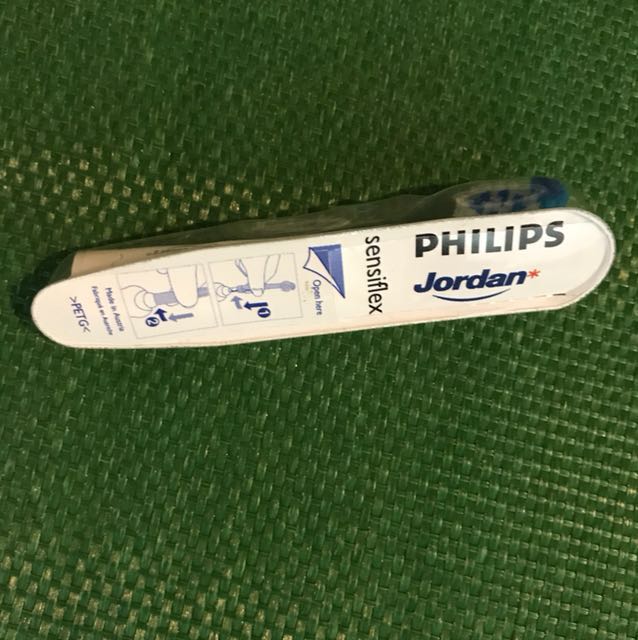 PHILIPS
Jordan*
sensiflex
Open here
1
2
Made in Austria
Fabriqué en Autriche
>PETG<